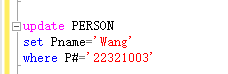 update PERSON
set Pname='Wang'
where P#='22321003'